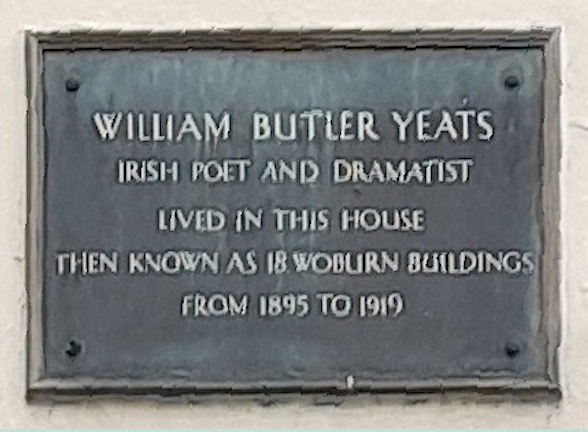 WILLIAM BUTLER YEATS
IRISH POET AND DRAMATIST
LIVED IN THIS HOUSE
THEN KNOWN AS 18 WOBURN BUILDINGS
FROM 1895 TO 1919